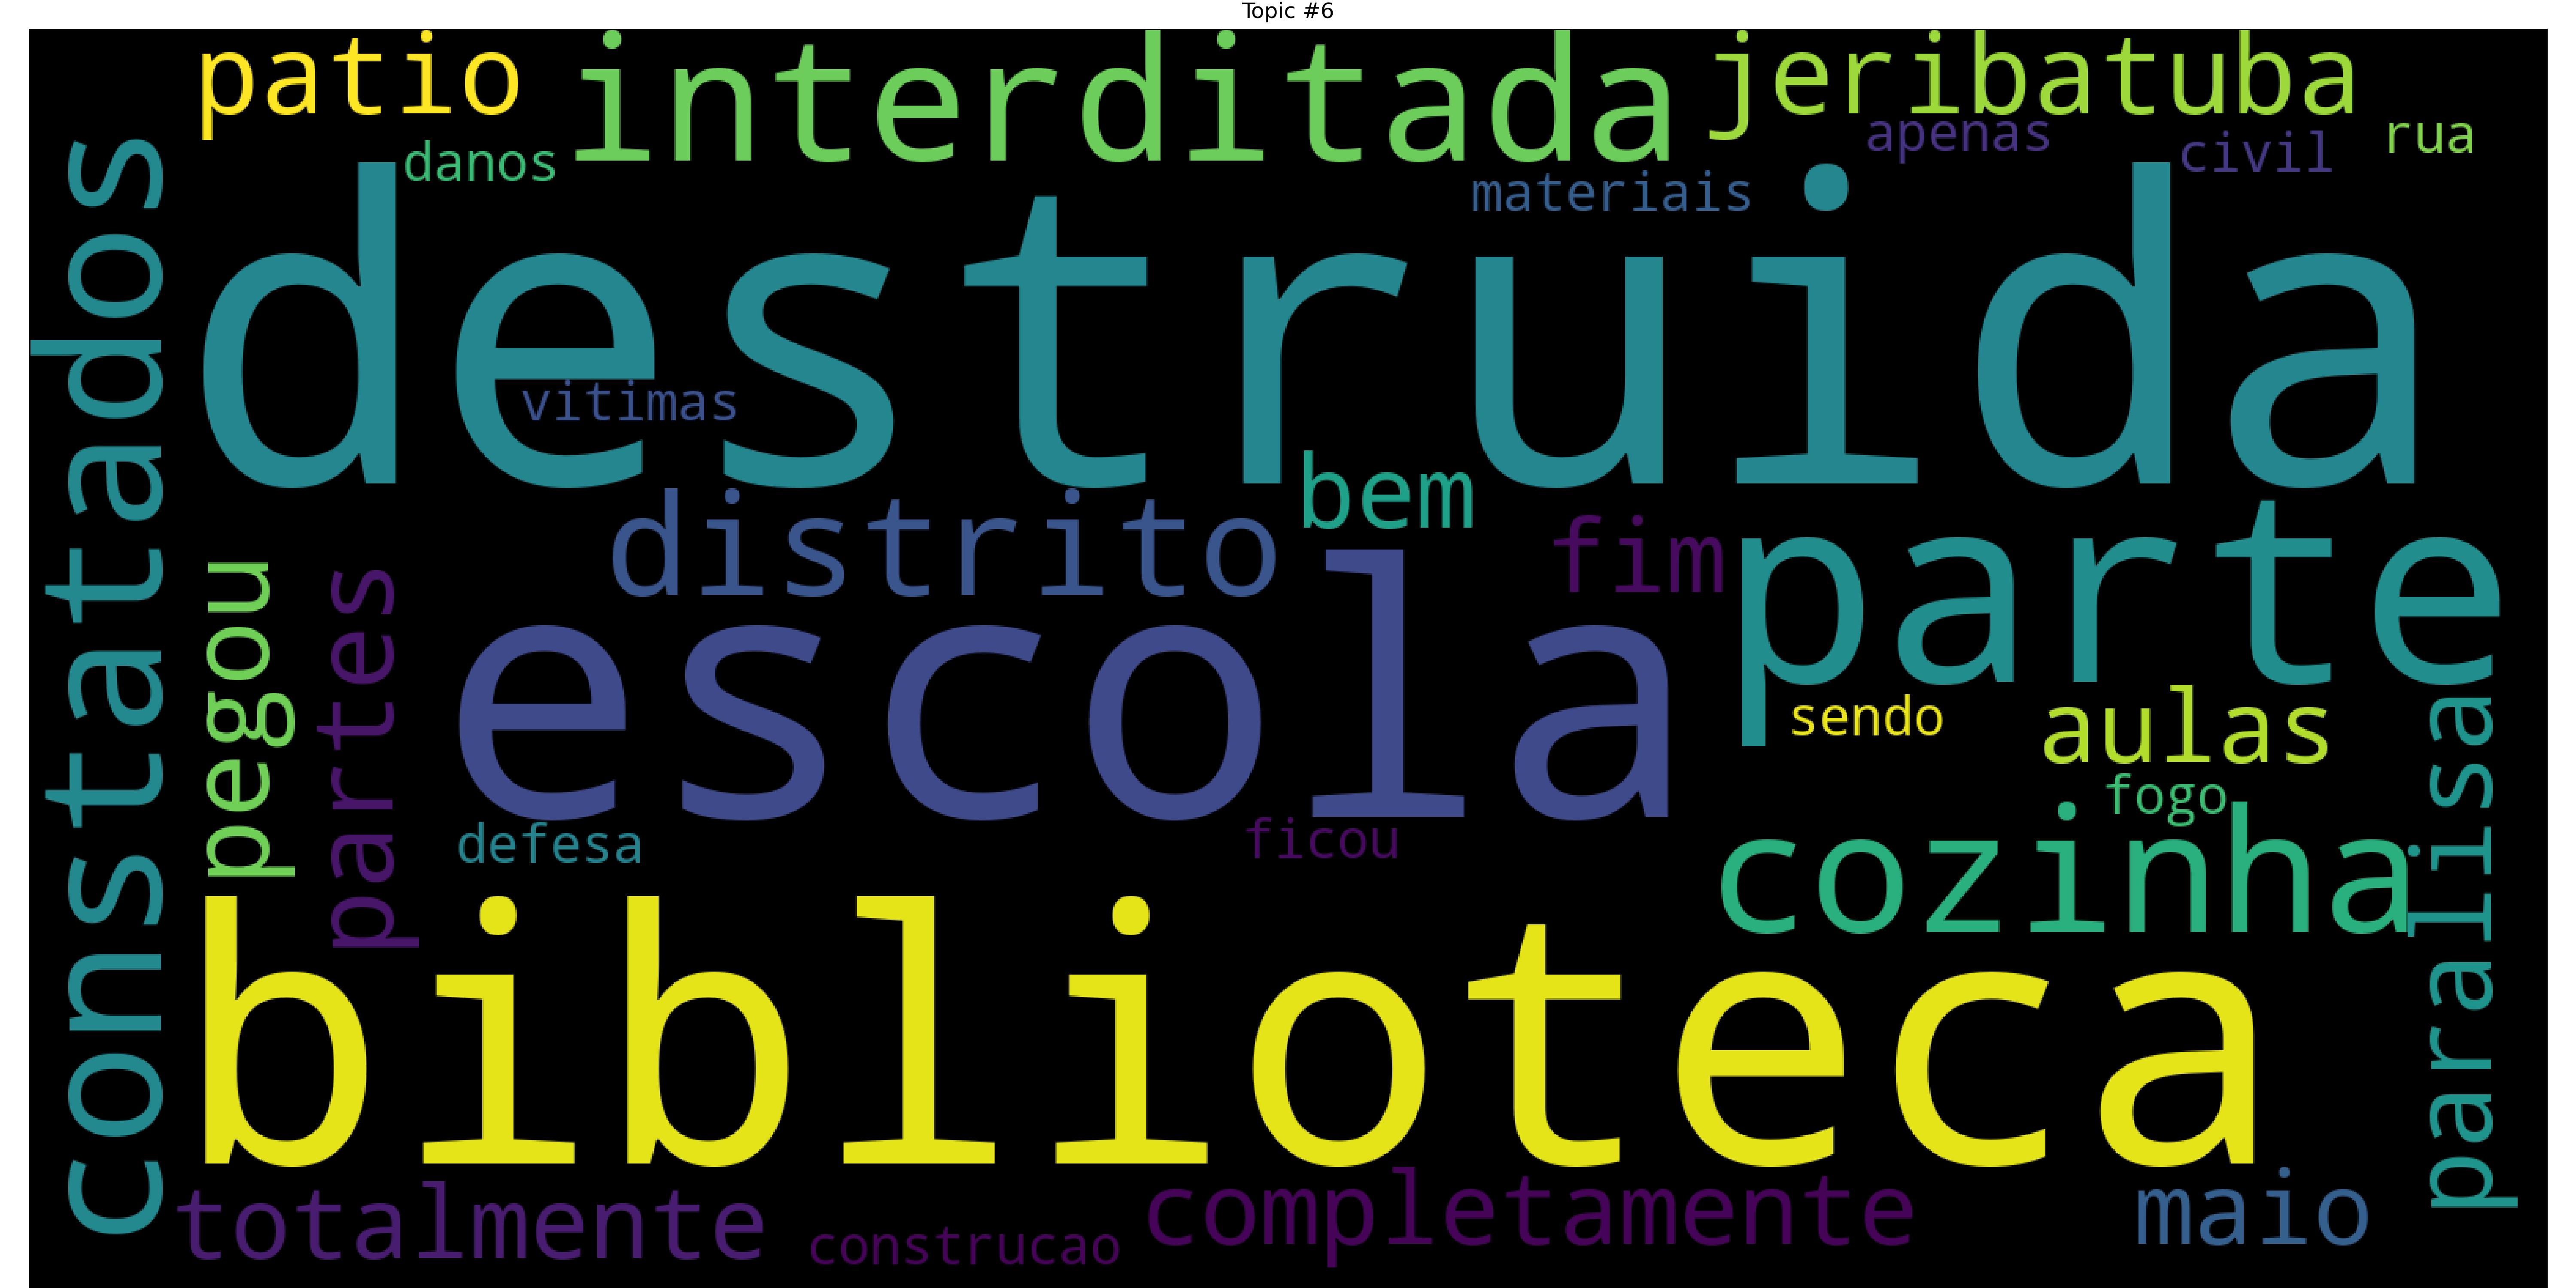 Topic #6
patio
interditada
jeribatuba
danos
materiais
apenas
civil
rua
constatados
destruida
vitimas
distrito
bem
fim
parte
pegou
partes
escola
sendo
aulas
paralisa
fogo
defesa
ficou
cozinha
biblioteca
totalmente
construcao
completamente
maio